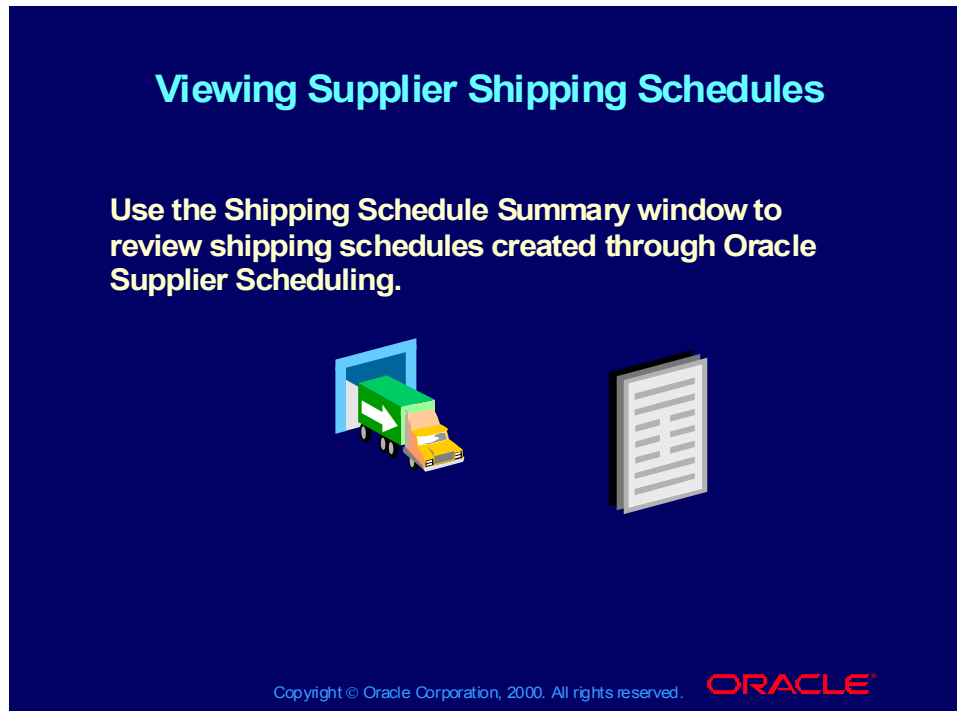 Viewing Supplier Shipping Schedules
Use the Shipping Schedule Summary window to
review shipping schedules created through Oracle
Supplier Scheduling.
Copyright © Oracle Corporation, 2000. All rights reserved.
ORACLE®